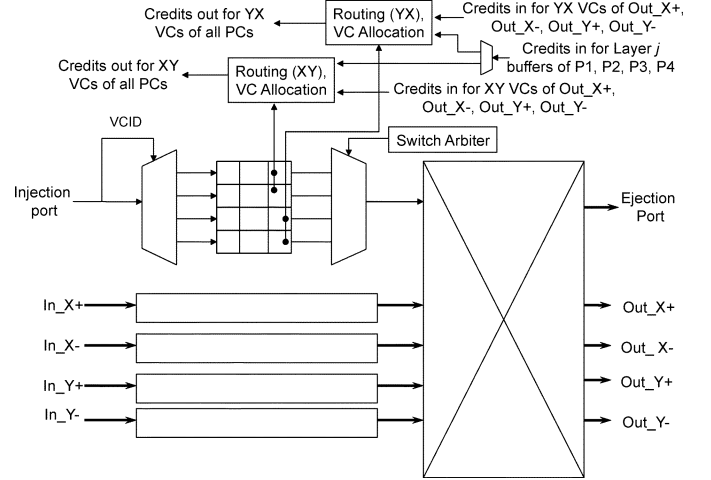 Credits out for YX
VCs of all PCs
Routing (YX),
VC Allocation
Credits in for YX VCs of Out_X+,
Out_X-, Out_Y+, Out_Y-
Credits in for Layer j
buffers of P1, P2, P3, P4
Credits out for XY
VCs of all PCs
Routing (XY),
VC Allocation
Credits in for XY VCs of Out_X+,
Out_X-, Out_Y+, Out_Y-
VCID
Switch Arbiter
Injection
port
Ejection
Port
In_X+
Out_X+
In_X-
Out_ X-
In_Y+
Out_Y+
In_Y-
Out_Y-